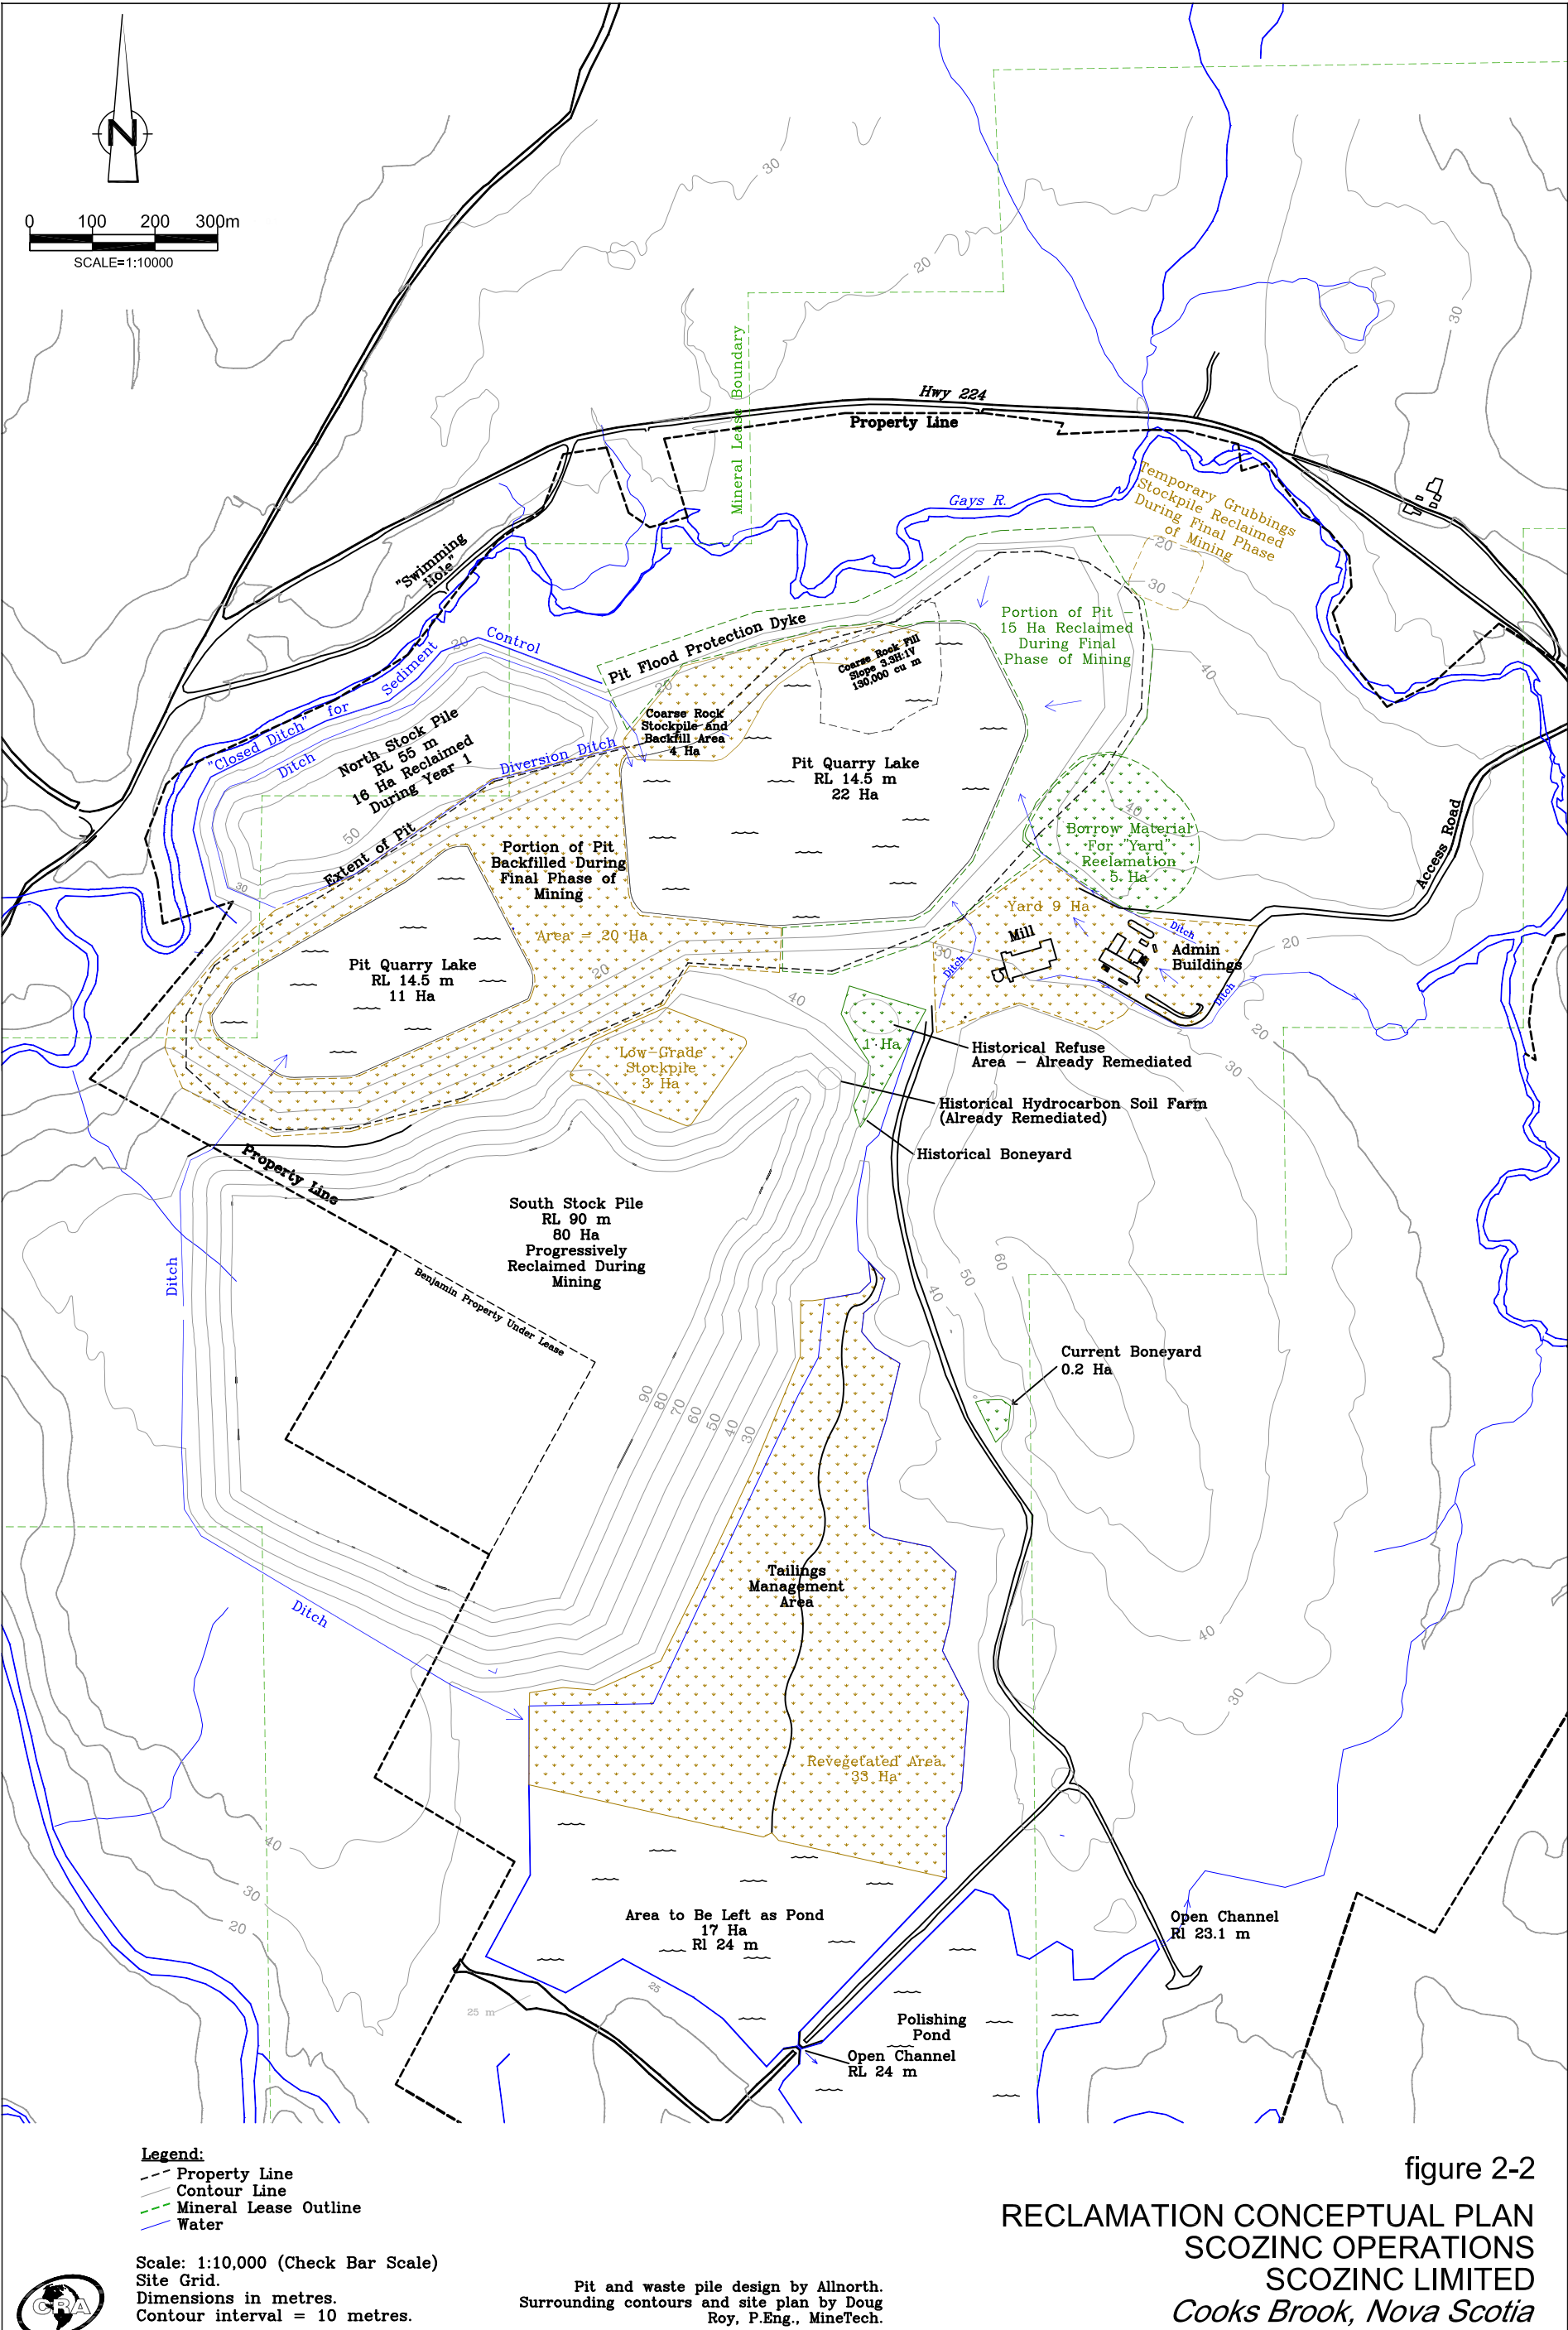 N
0 100 200 300m
SCALE=1:10000
30
20
30
Mineral Lease Boundary
Hwy 224
Property Line
Gays R.
Temporary Grubbings
Stockpile Reclaimed
During Final Phase
of Mining
20
30
"Swimming
Hole"
20
Control
Sediment
for
"Closed Ditch"
Ditch
Pit Flood Protection Dyke
20
Coarse Rock Fill
Slope 3.3H:1V
130,000 cu m
Portion of Pit -
15 Ha Reclaimed
During Final
Phase of Mining
40
North Stock Pile
RL 55 m
16 Ha Reclaimed
During Year 1
50
30
Coarse Rock
Stockpile and
Backfill Area
4 Ha
Diversion Ditch
Pit Quarry Lake
RL 14.5 m
22 Ha
Extent of Pit
Portion of Pit
Backfilled During
Final Phase of
Mining
Area = 20 Ha
20
40
Borrow Material
For "Yard"
Reclamation
5 Ha
Access Road
Yard 9 Ha
Mill
30
Ditch
Ditch
Admin
Buildings
Ditch
20
20
30
Pit Quarry Lake
RL 14.5 m
11 Ha
40
Low-Grade
Stockpile
3 Ha
1 Ha
Historical Refuse
Area - Already Remediated
Historical Hydrocarbon Soil Farm
(Already Remediated)
Historical Boneyard
Property Line
South Stock Pile
RL 90 m
80 Ha
Progressively
Reclaimed During
Mining
Benjamin Property Under Lease
Ditch
60
50
40
Current Boneyard
0.2 Ha
90
80
70
60
50
40
30
Tailings
Management
Area
Ditch
40
30
Revegetated Area
33 Ha
40
30
20
Area to Be Left as Pond
17 Ha
Rl 24 m
Open Channel
Rl 23.1 m
25
25 m
Polishing
Pond
Open Channel
RL 24 m
Legend:
Property Line
Contour Line
Mineral Lease Outline
Water
Scale: 1:10,000 (Check Bar Scale)
Site Grid.
Dimensions in metres.
Contour interval = 10 metres.
CRA
Pit and waste pile design by Allnorth.
Surrounding contours and site plan by Doug
Roy, P.Eng., MineTech.
figure 2-2
RECLAMATION CONCEPTUAL PLAN
SCOZINC OPERATIONS
SCOZINC LIMITED
Cooks Brook, Nova Scotia